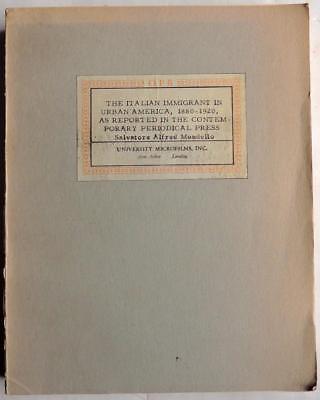 THE ITALIAN IMMIGRANT IN
URBAN AMERICA, 1880-1920,
AS REPORTED IN THE CONTEM-
PORARY PERIODICAL PRESS
Salvatore Alfred Mondello
UNIVERSITY MICROFILMS, INC.
Ann Arbor London